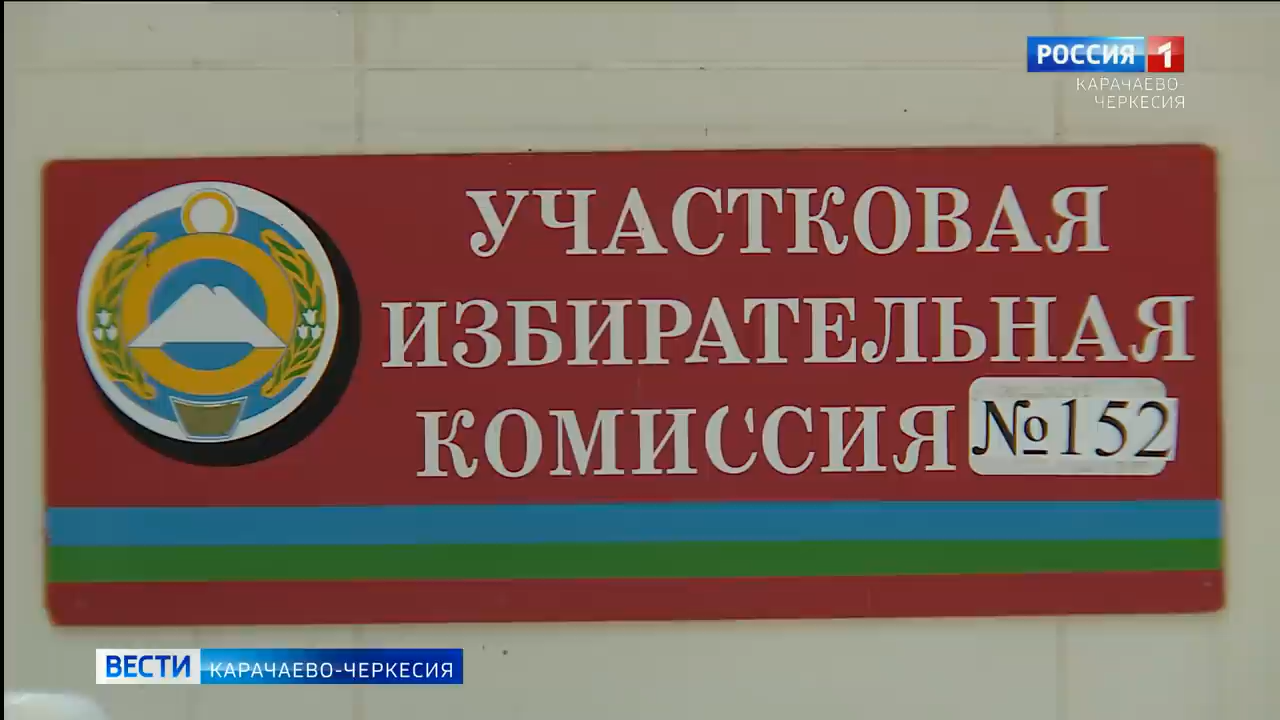 РОССИЯ 1
КАРАЧАЕВО-
ЧЕРКЕСИЯ
УЧАСТКОВАЯ
ИЗБИРАТЕЛЬНАЯ
КОМИССИЯ №152
ВЕСТИ КАРАЧАЕВО-ЧЕРКЕСИЯ